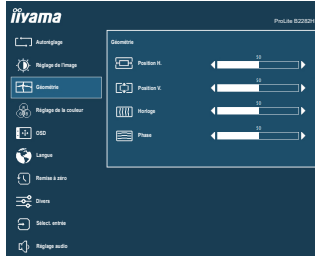 iiyama
ProLite B2282H
Autoréglage
Réglage de l'image
Géométrie
Réglage de la couleur
OSD
Langue
Remise à zéro
Divers
Sélect. entrée
Réglage audio
Géométrie
Position H.
50
Position V.
50
Horloge
50
Phase
50